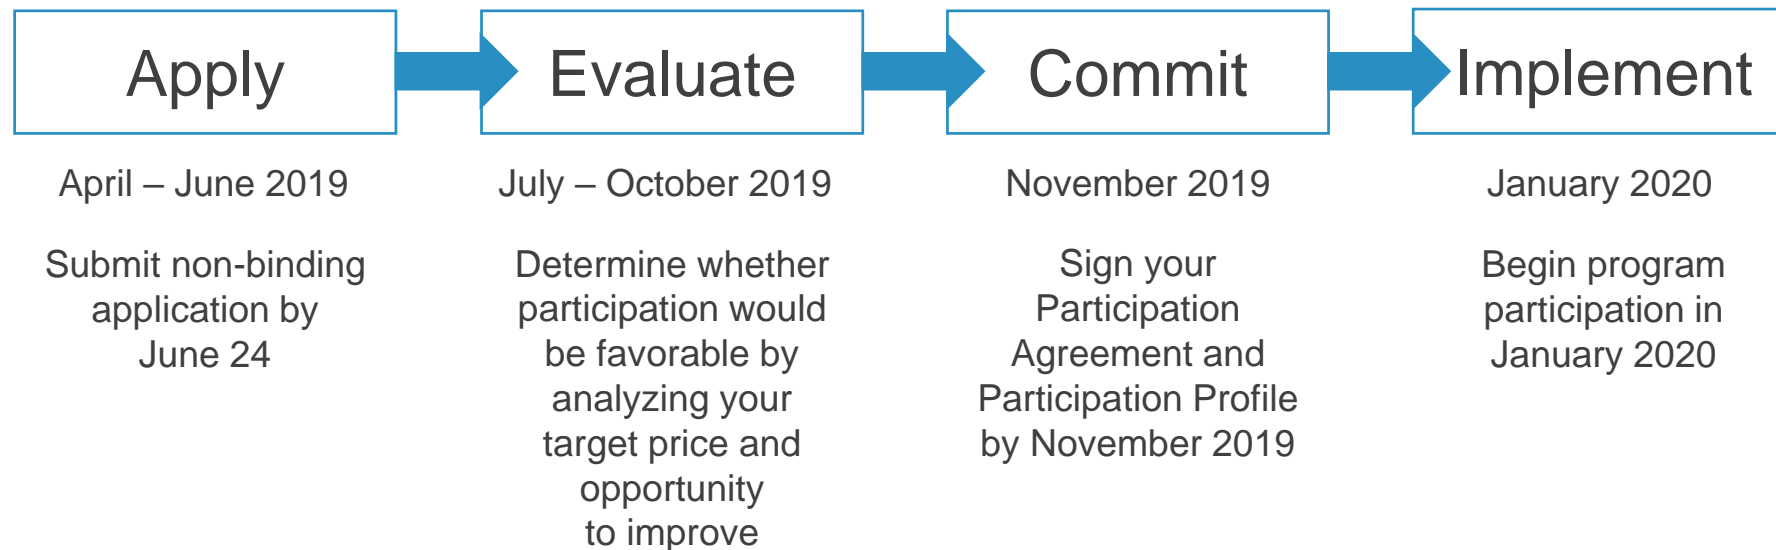 Apply
Evaluate
Commit
Implement
April – June 2019
Submit non-binding
application by
June 24
July – October 2019
Determine whether
participation would
be favorable by
analyzing your
target price and
opportunity
to improve
November 2019
Sign your
Participation
Agreement and
Participation Profile
by November 2019
January 2020
Begin program
participation in
January 2020